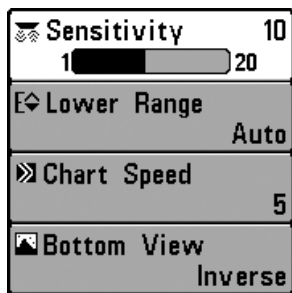 Sensitivity 10
1 20
Lower Range
Auto
Chart Speed
5
Bottom View
Inverse